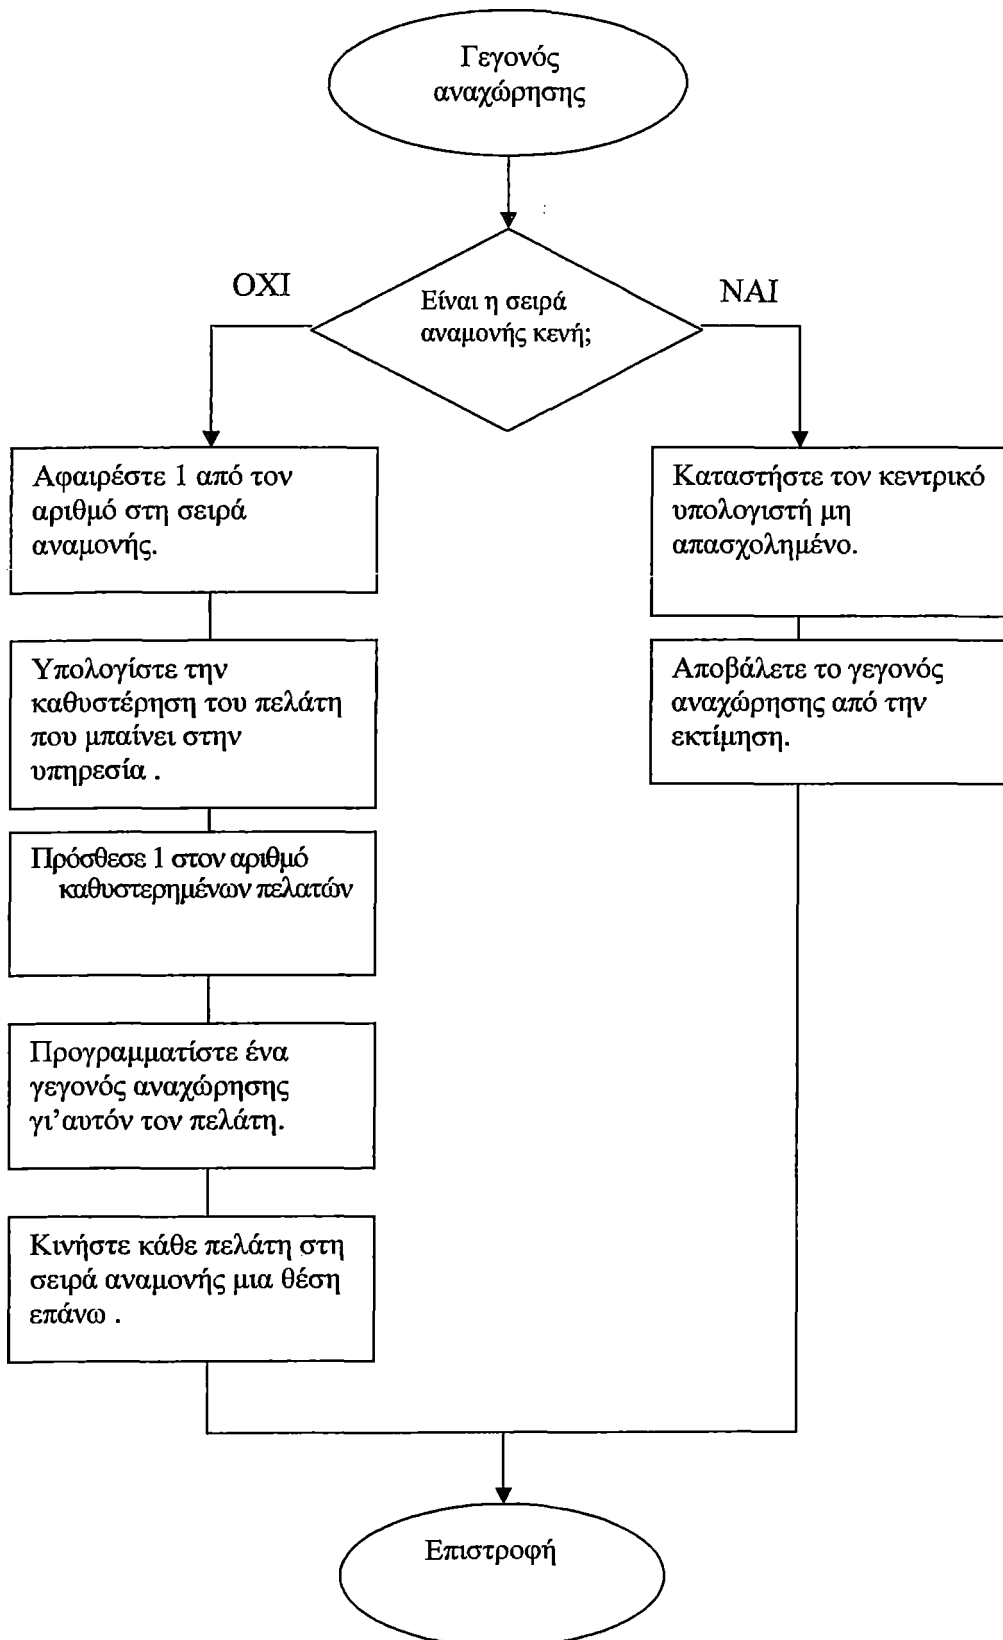 Γεγονός
αναχώρησης
ΟΧΙ
Είναι η σειρά
αναμονής κενή;
ΝΑΙ
Αφαιρέστε 1 από τον
αριθμό στη σειρά
αναμονής.
Υπολογίστε την
καθυστέρηση του πελάτη
που μπαίνει στην
υπηρεσία .
Πρόσθεσε 1 στον αριθμό
καθυστερημένων πελατών
Προγραμματίστε ένα
γεγονός αναχώρησης
γι’αυτόν τον πελάτη.
Κινήστε κάθε πελάτη στη
σειρά αναμονής μια θέση
επάνω .
Καταστήστε τον κεντρικό
υπολογιστή μη
απασχολημένο.
Αποβάλετε το γεγονός
αναχώρησης από την
εκτίμηση.
Επιστροφή